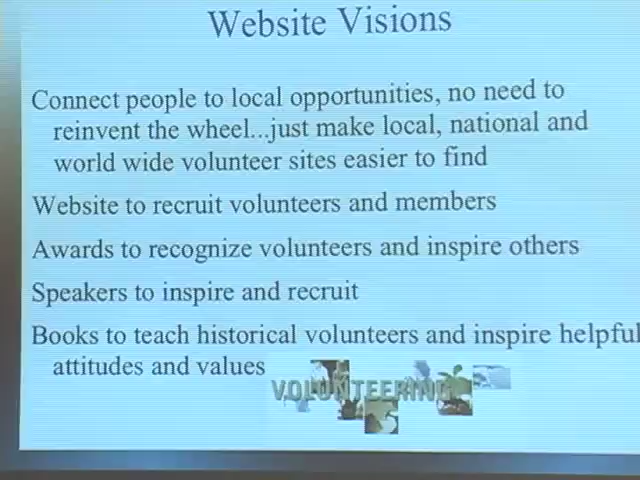 Website Visions
Connect people to local opportunities, no need to
reinvent the wheel...just make local, national and
world wide volunteer sites easier to find
Website to recruit volunteers and members
Awards to recognize volunteers and inspire others
Speakers to inspire and recruit
Books to teach historical volunteers and inspire helpful
attitudes and values
VOLUNTEERING